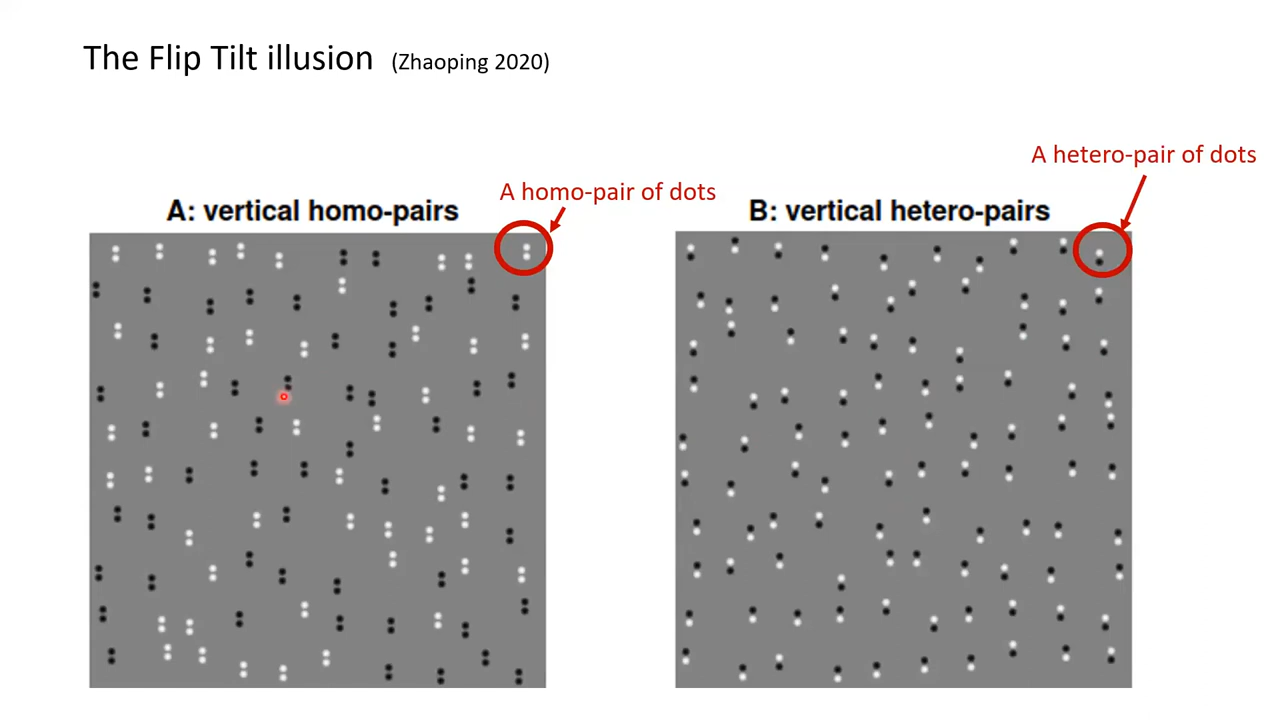 The Flip Tilt illusion (Zhaoping 2020)
A hetero-pair of dots
A homo-pair of dots
A: vertical homo-pairs
B: vertical hetero-pairs